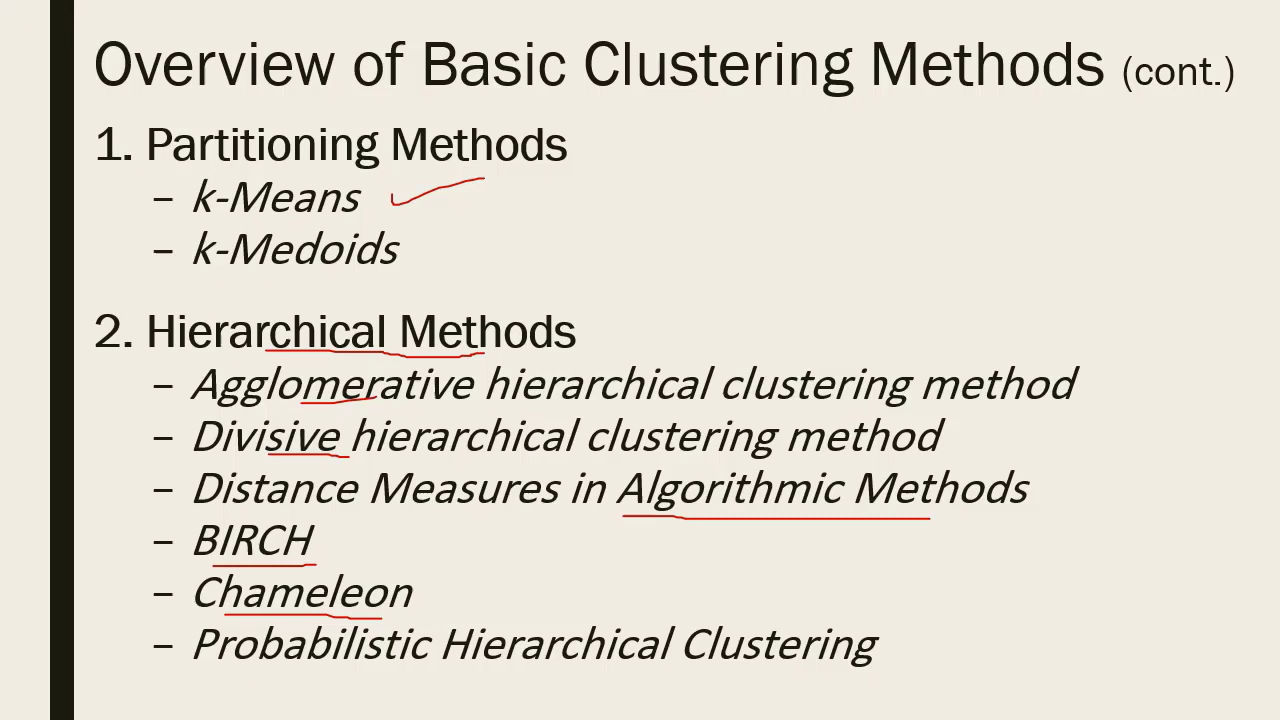 Overview of Basic Clustering Methods (cont.)
1. Partitioning Methods
– k-Means
– k-Medoids
2. Hierarchical Methods
– Agglomerative hierarchical clustering method
– Divisive hierarchical clustering method
– Distance Measures in Algorithmic Methods
– BIRCH
– Chameleon
– Probabilistic Hierarchical Clustering